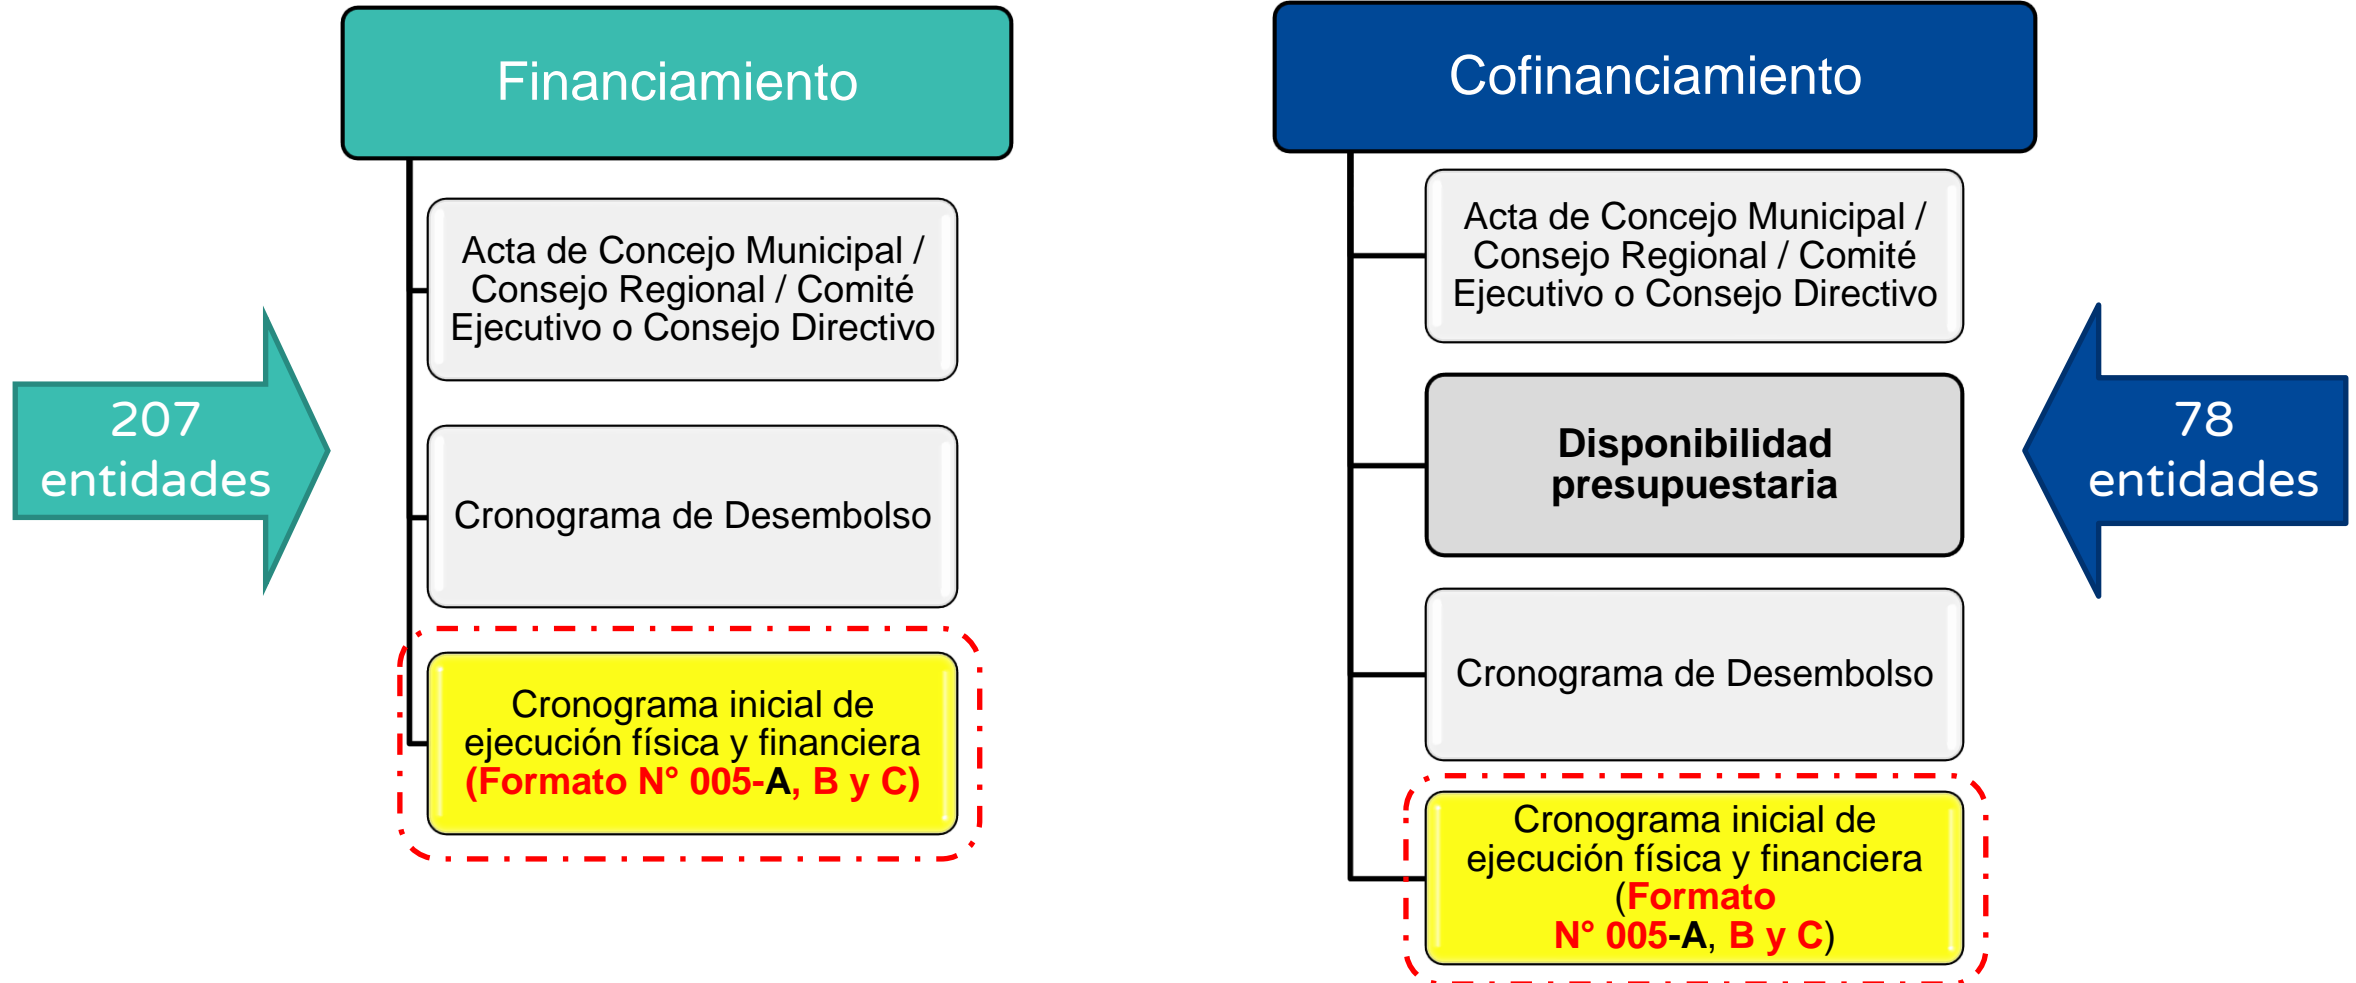 Financiamiento
Acta de Concejo Municipal /
Consejo Regional / Comité
Ejecutivo o Consejo Directivo
Cronograma de Desembolso
Cronograma inicial de
ejecución física y financiera
(Formato N° 005-A, B y C)
207
entidades
Cofinanciamiento
Acta de Concejo Municipal /
Consejo Regional / Comité
Ejecutivo o Consejo Directivo
Disponibilidad
presupuestaria
Cronograma de Desembolso
Cronograma inicial de
ejecución física y financiera
(Formato
N° 005-A, B y C)
78
entidades